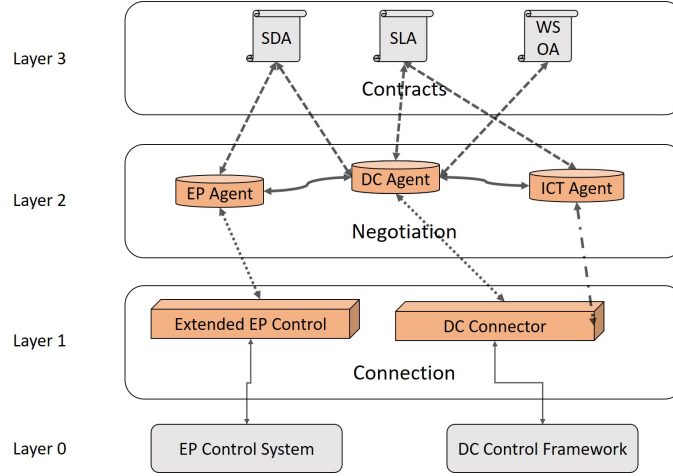 Layer 3
SDA
SLA
WS
OA
Contracts
Layer 2
EP Agent
DC Agent
ICT Agent
Negotiation
Layer 1
Extended EP Control
DC Connector
Connection
Layer 0
EP Control System
DC Control Framework